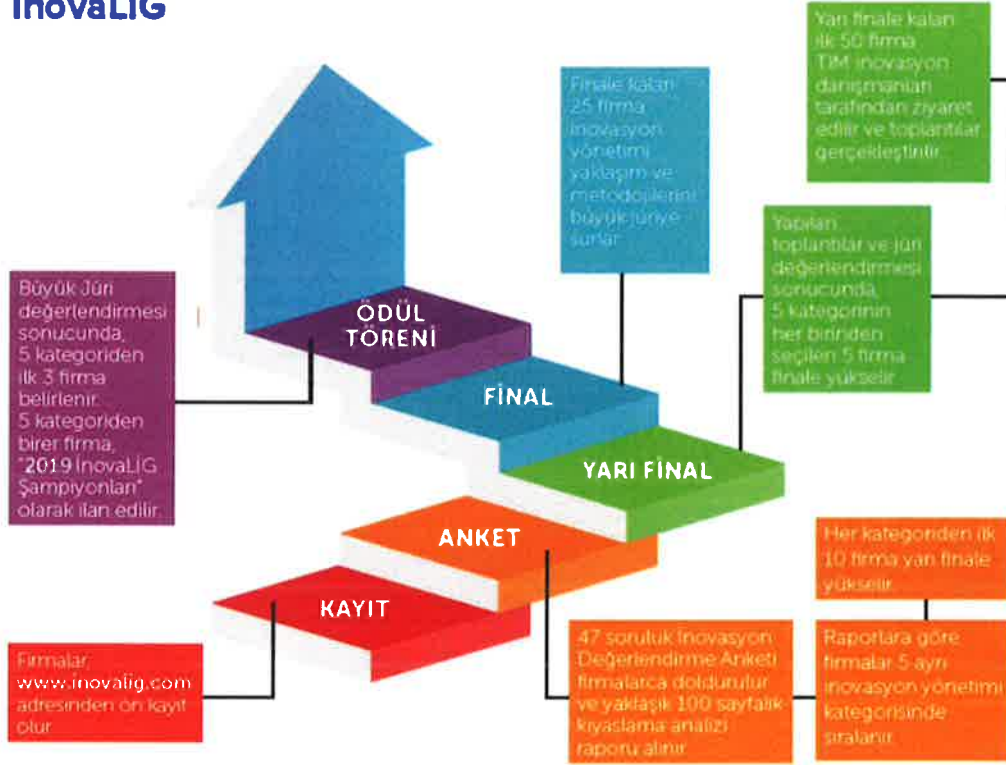 inovaLİG
Yarı finale kalan
ilk 50 firma
TİM inovasyon
danışmanları
tarafından ziyaret
edilir ve toplantılar
gerçekleştirilir.
Finale kalan
25 firma
inovasyon
yönetimi
yaklaşım ve
metodojilerini
büyük jüriye
sunar.
Yapılan
toplantılar ve jüri
değerlendirmesi
sonucunda,
5 kategorinin
her birinden
seçilen 5 firma
finale yükselir.
Büyük Jüri
değerlendirmesi
sonucunda,
5 kategoriden
ilk 3 firma
belirlenir.
5 kategoriden
birer firma,
"2019 İnovaLİG
Şampiyonları"
olarak ilan edilir.
ÖDÜL
TÖRENİ
FİNAL
YARI FİNAL
ANKET
KAYIT
Her kategoriden ilk
10 firma yarı finale
yükselir.
Firmalar,
www.inovalig.com
adresinden ön kayıt
olur.
47 soruluk İnovasyon
Değerlendirme Anketi
firmalarca doldurulur
ve yaklaşık 100 sayfalık
kıyaslama analizi
raporu alınır.
Raporlara göre
firmalar 5 ayrı
inovasyon yönetimi
kategorisinde
sıralanır.